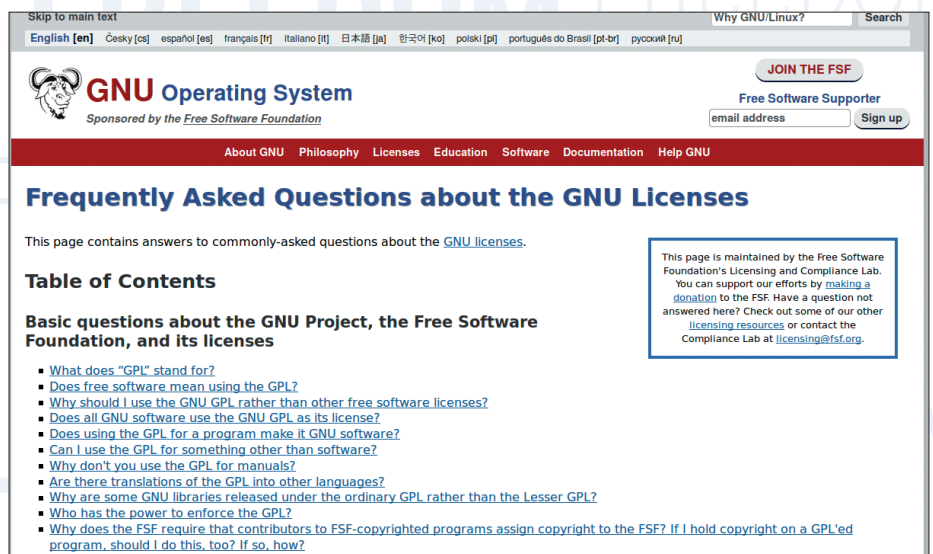 Skip to main text
Why GNU/Linux? Search
English [en] Česky [cs] español [es] français [fr] italiano [it] 日本語 [ja] 한국어 [ko] polski [pl] português do Brasil [pt-br] русский [ru]
JOIN THE FSF
GNU Operating System
Free Software Supporter
Sponsored by the Free Software Foundation
email address Sign up
About GNU Philosophy Licenses Education Software Documentation Help GNU
Frequently Asked Questions about the GNU Licenses
This page contains answers to commonly-asked questions about the GNU licenses.
This page is maintained by the Free Software
Foundation's Licensing and Compliance Lab.
You can support our efforts by making a
donation to the FSF. Have a question not
answered here? Check out some of our other
licensing resources or contact the
Compliance Lab at licensing@fsf.org.
Table of Contents
Basic questions about the GNU Project, the Free Software
Foundation, and its licenses
What does “GPL” stand for?
Does free software mean using the GPL?
Why should I use the GNU GPL rather than other free software licenses?
Does all GNU software use the GNU GPL as its license?
Does using the GPL for a program make it GNU software?
Can I use the GPL for something other than software?
Why don't you use the GPL for manuals?
Are there translations of the GPL into other languages?
Why are some GNU libraries released under the ordinary GPL rather than the Lesser GPL?
Who has the power to enforce the GPL?
Why does the FSF require that contributors to FSF-copyrighted programs assign copyright to the FSF? If I hold copyright on a GPL'ed
program, should I do this, too? If so, how?